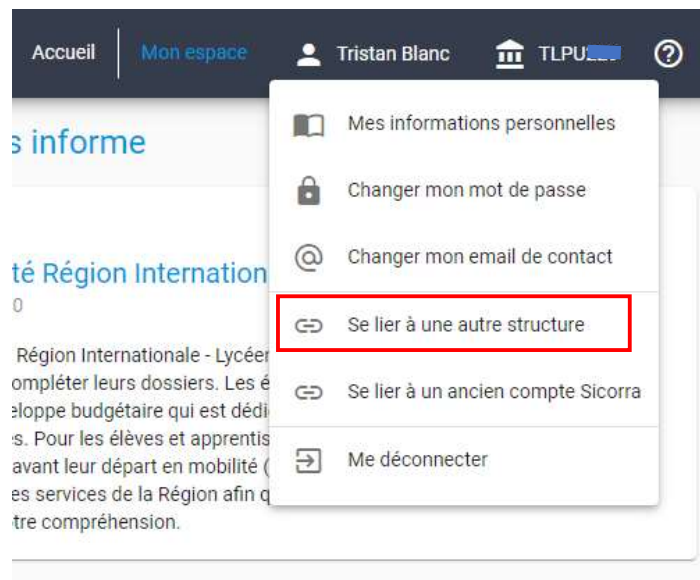 Accueil Mon espace Tristan Blanc
s informe
Mes informations personnelles
Changer mon mot de passe
Changer mon email de contact
té Région Internation
0
Se lier à une autre structure
Région Internationale - Lycéen
ompléter leurs dossiers. Les é
Se lier à un ancien compte Sicorra
eloppe budgétaire qui est dédi
es. Pour les élèves et apprentis
avant leur départ en mobilité (
Me déconnecter
es services de la Région afin q
tre compréhension.